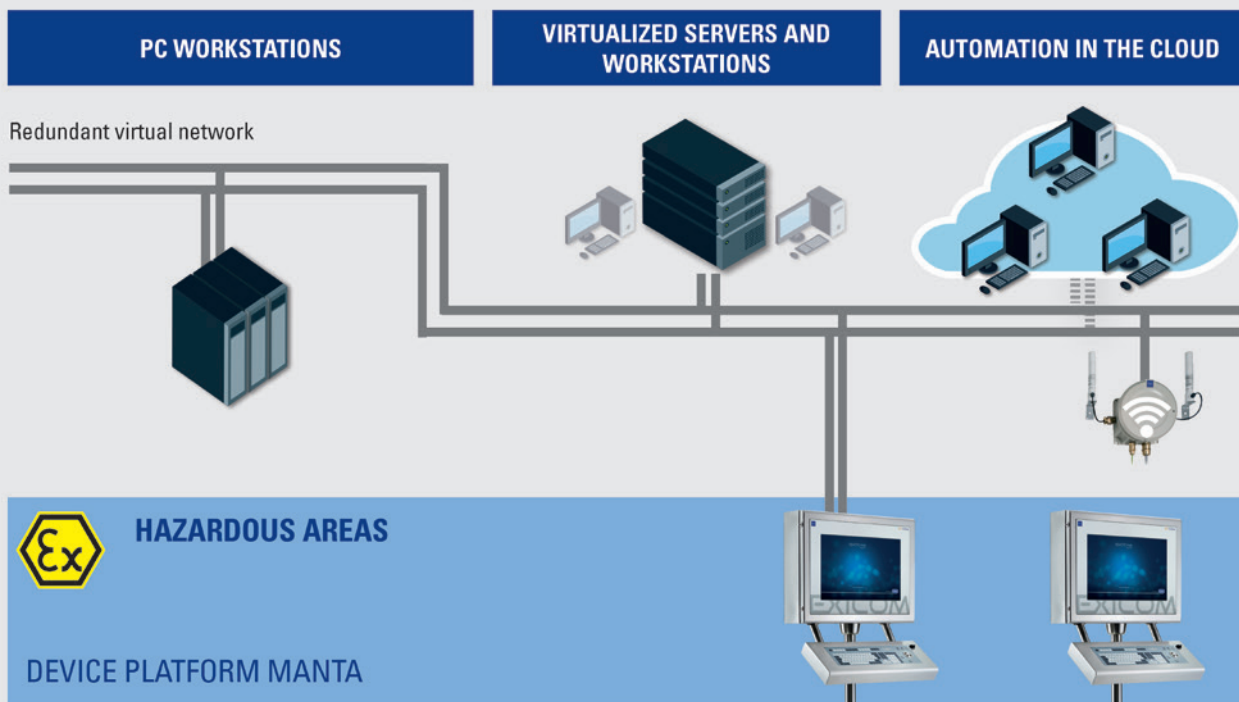 PC WORKSTATIONS
VIRTUALIZED SERVERS AND
WORKSTATIONS
AUTOMATION IN THE CLOUD
Redundant virtual network
Ex
HAZARDOUS AREAS
EXICOM
EXICOM
DEVICE PLATFORM MANTA